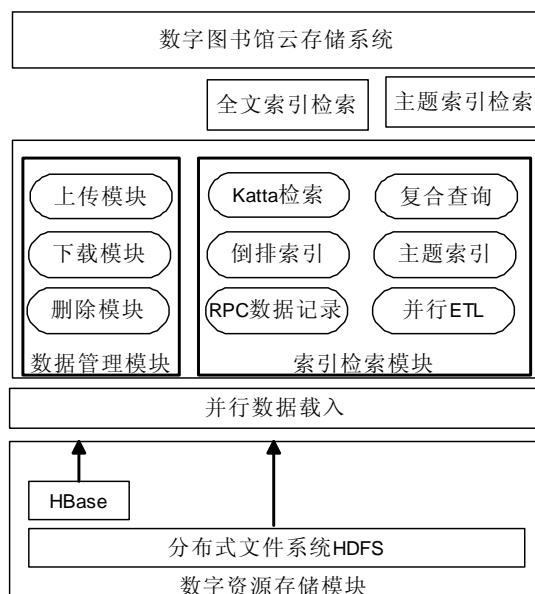 数字图书馆云存储系统
全文索引检索
主题索引检索
上传模块
下载模块
删除模块
数据管理模块
Katta检索
复合查询
倒排索引
主题索引
RPC数据记录
并行ETL
索引检索模块
并行数据载入
HBase
分布式文件系统HDFS
数字资源存储模块